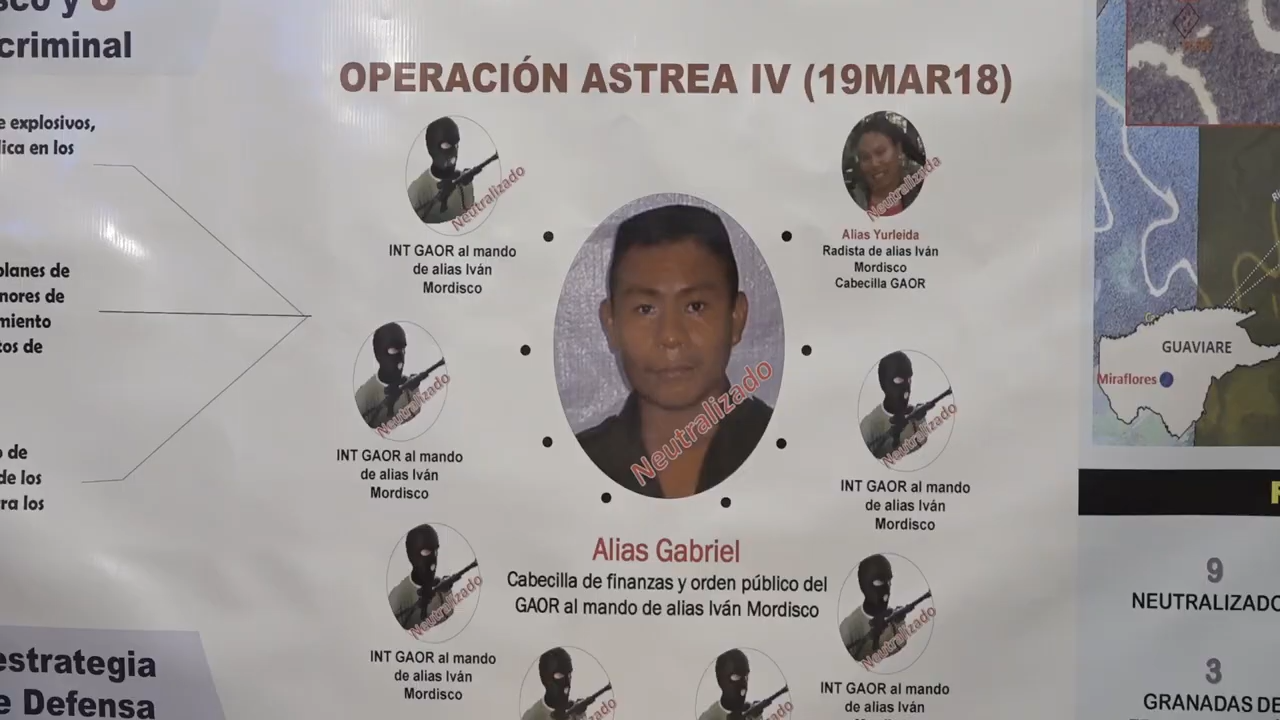 sco y 8
criminal
e explosivos,
ica en los
planes de
nores de
miento
tos de
o de
de los
ra los
estrategia
e Defensa
OPERACIÓN ASTREA IV (19MAR18)
Neutralizado
INT GAOR al mando
de alias Iván
Mordisco
Neutralizada
Alias Yurleida
Radista de alias Iván
Mordisco
Cabecilla GAOR
Neutralizado
INT GAOR al mando
de alias Iván
Mordisco
Neutralizado
Neutralizado
INT GAOR al mando
de alias Iván
Mordisco
Alias Gabriel
Cabecilla de finanzas y orden público del
GAOR al mando de alias Iván Mordisco
Neutralizado
INT GAOR al mando
de alias Iván
Mordisco
Neutralizado
INT GAOR al mando
de alias Iván
GUAVIARE
Miraflores
9
NEUTRALIZADO
3
GRANADAS DE